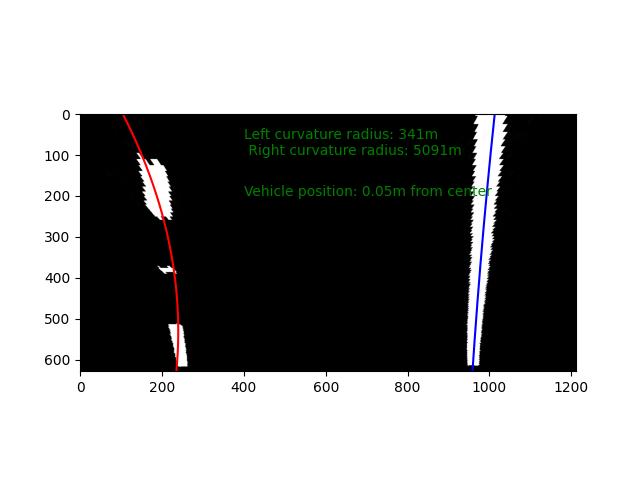 Left curvature radius: 341m
Right curvature radius: 5091m
Vehicle position: 0.05m from center
0
100
200
300
400
500
600
0 200 400 600 800 1000 1200